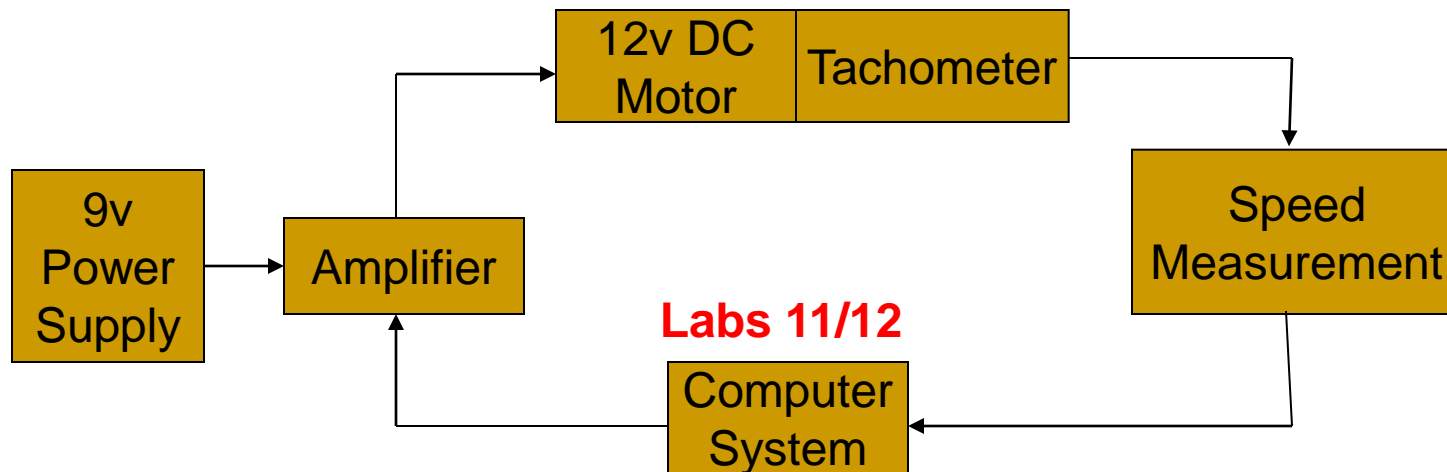 12v DC
Motor
Tachometer
9v
Power
Supply
Amplifier
Speed
Measurement
Labs 11/12
Computer
System